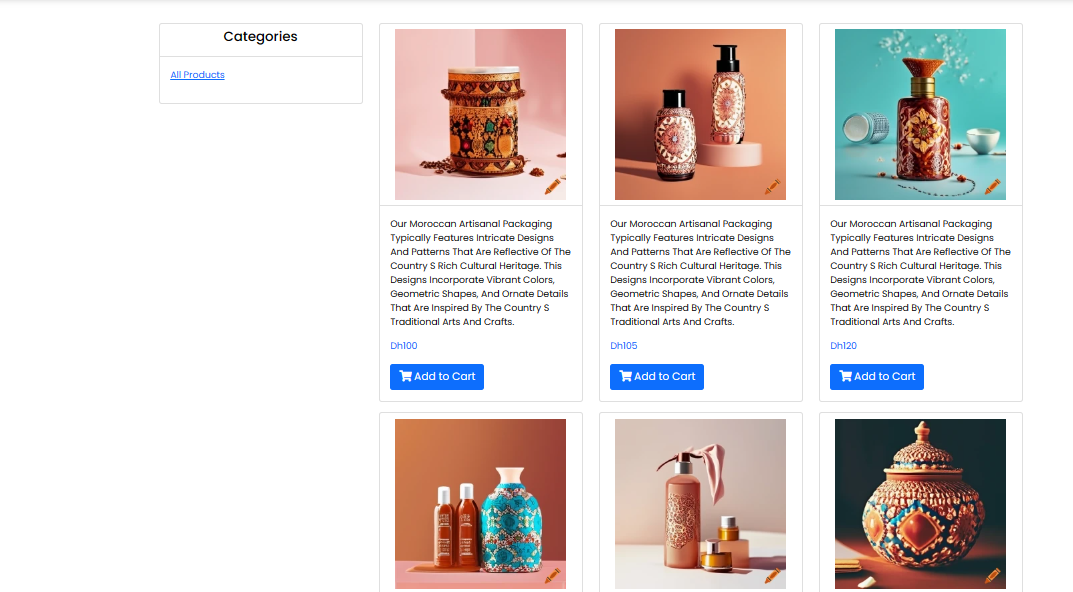 Categories
All Products
Our Moroccan Artisanal Packaging
Typically Features Intricate Designs
And Patterns That Are Reflective Of The
Country S Rich Cultural Heritage. This
Designs Incorporate Vibrant Colors,
Geometric Shapes, And Ornate Details
That Are Inspired By The Country S
Traditional Arts And Crafts.
Dh100
Add to Cart
Our Moroccan Artisanal Packaging
Typically Features Intricate Designs
And Patterns That Are Reflective Of The
Country S Rich Cultural Heritage. This
Designs Incorporate Vibrant Colors,
Geometric Shapes, And Ornate Details
That Are Inspired By The Country S
Traditional Arts And Crafts.
Dh105
Add to Cart
Our Moroccan Artisanal Packaging
Typically Features Intricate Designs
And Patterns That Are Reflective Of The
Country S Rich Cultural Heritage. This
Designs Incorporate Vibrant Colors,
Geometric Shapes, And Ornate Details
That Are Inspired By The Country S
Traditional Arts And Crafts.
Dh120
Add to Cart